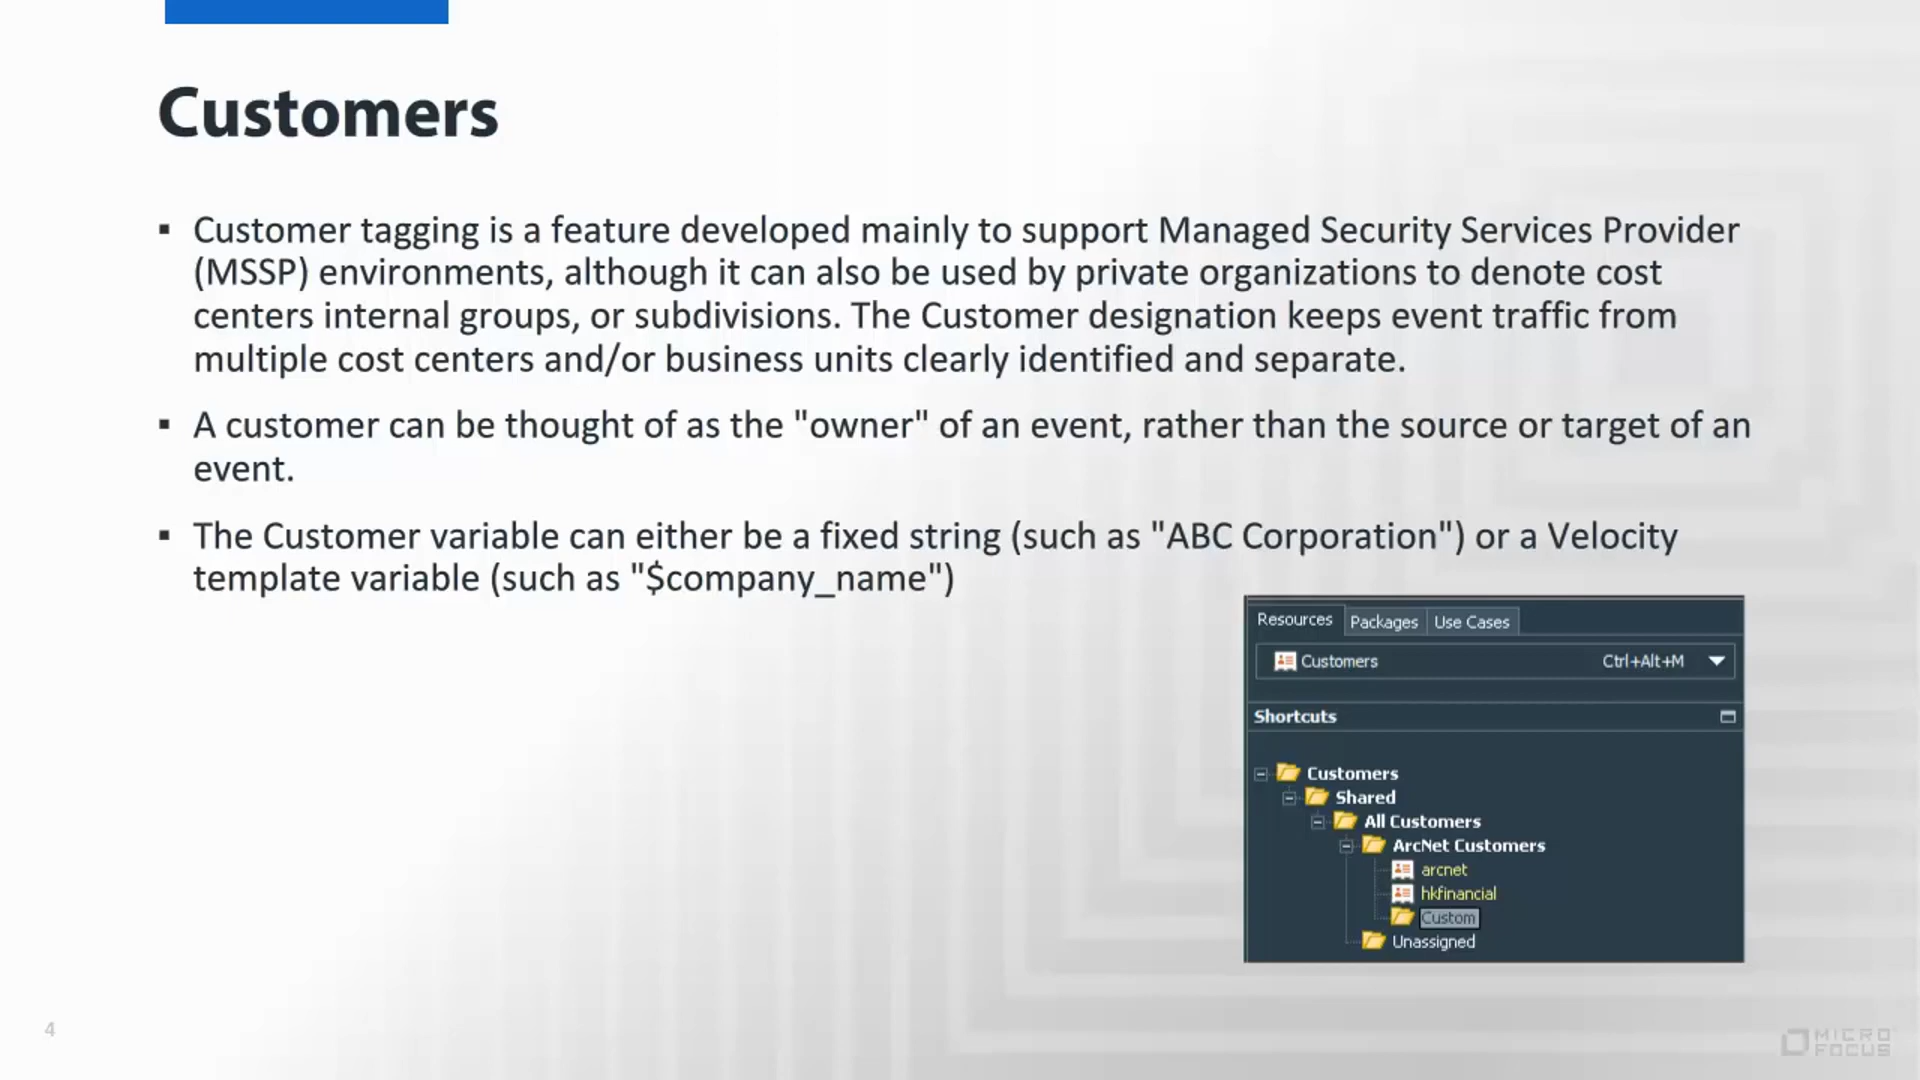 Customers
▪ Customer tagging is a feature developed mainly to support Managed Security Services Provider
(MSSP) environments, although it can also be used by private organizations to denote cost
centers internal groups, or subdivisions. The Customer designation keeps event traffic from
multiple cost centers and/or business units clearly identified and separate.
▪ A customer can be thought of as the "owner" of an event, rather than the source or target of an
event.
▪ The Customer variable can either be a fixed string (such as "ABC Corporation") or a Velocity
template variable (such as "$company_name")
Resources Packages Use Cases
Customers Ctrl+Alt+M
Shortcuts
Customers
Shared
All Customers
ArcNet Customers
arcnet
hkfinancial
Custom
Unassigned
4
MICRO
FOCUS